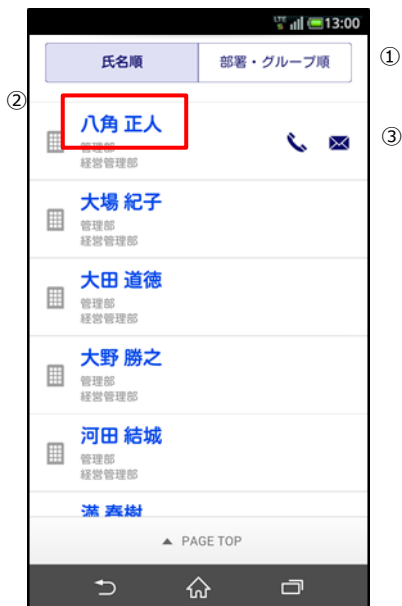 LTE 13:00
氏名順 部署・グループ順 ①
②
八角 正人
管理部
経営管理部
③
大場 紀子
管理部
経営管理部
大田 道徳
管理部
経営管理部
大野 勝之
管理部
経営管理部
河田 結城
管理部
経営管理部
満 春樹
▲ PAGE TOP